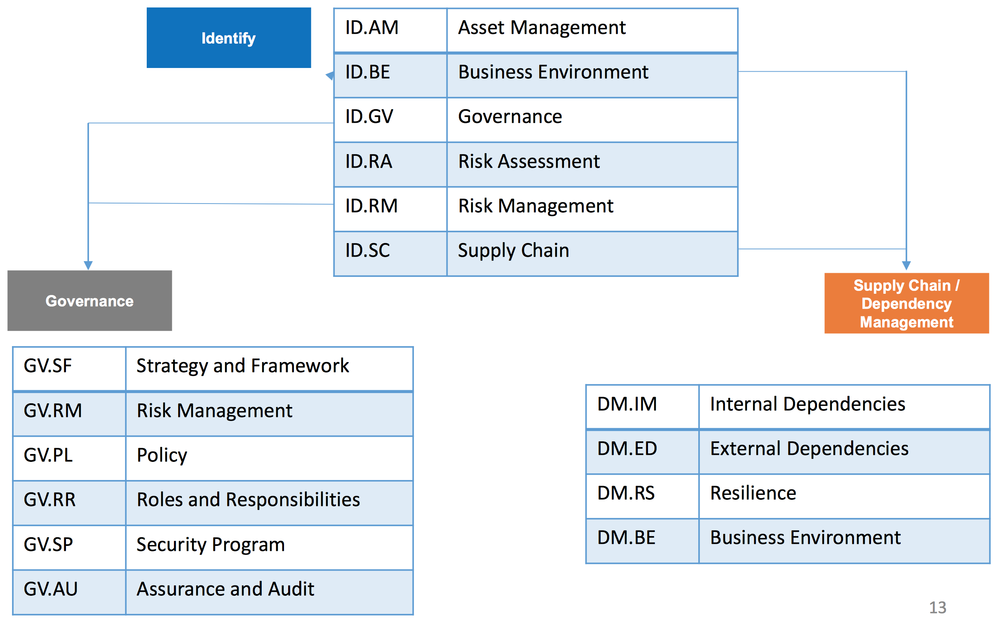 Identify
ID.AM Asset Management
ID.BE Business Environment
ID.GV Governance
ID.RA Risk Assessment
ID.RM Risk Management
ID.SC Supply Chain
Governance
GV.SF Strategy and Framework
GV.RM Risk Management
GV.PL Policy
GV.RR Roles and Responsibilities
GV.SP Security Program
GV.AU Assurance and Audit
Supply Chain /
Dependency
Management
DM.IM Internal Dependencies
DM.ED External Dependencies
DM.RS Resilience
DM.BE Business Environment
13